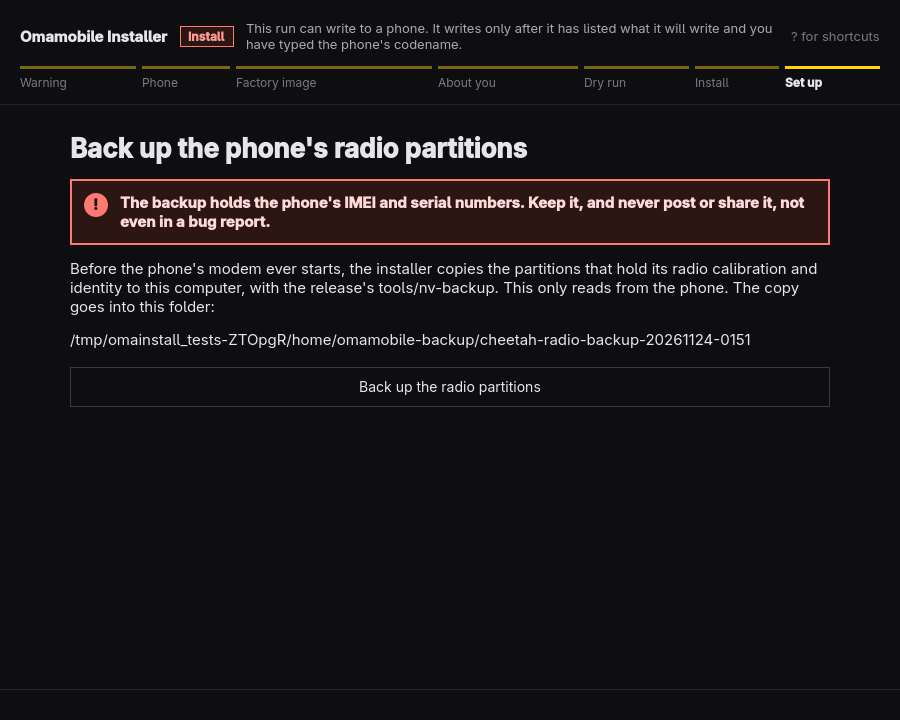 Omamobile Installer
Install
This run can write to a phone. It writes only after it has listed what it will write and you
have typed the phone's codename.
? for shortcuts
Warning
Phone
Factory image
About you
Dry run
Install
Set up
Back up the phone's radio partitions
!
The backup holds the phone's IMEI and serial numbers. Keep it, and never post or share it, not
even in a bug report.
Before the phone's modem ever starts, the installer copies the partitions that hold its radio calibration and
identity to this computer, with the release's tools/nv-backup. This only reads from the phone. The copy
goes into this folder:
/tmp/omainstall_tests-ZTOpgR/home/omamobile-backup/cheetah-radio-backup-20261124-0151
Back up the radio partitions